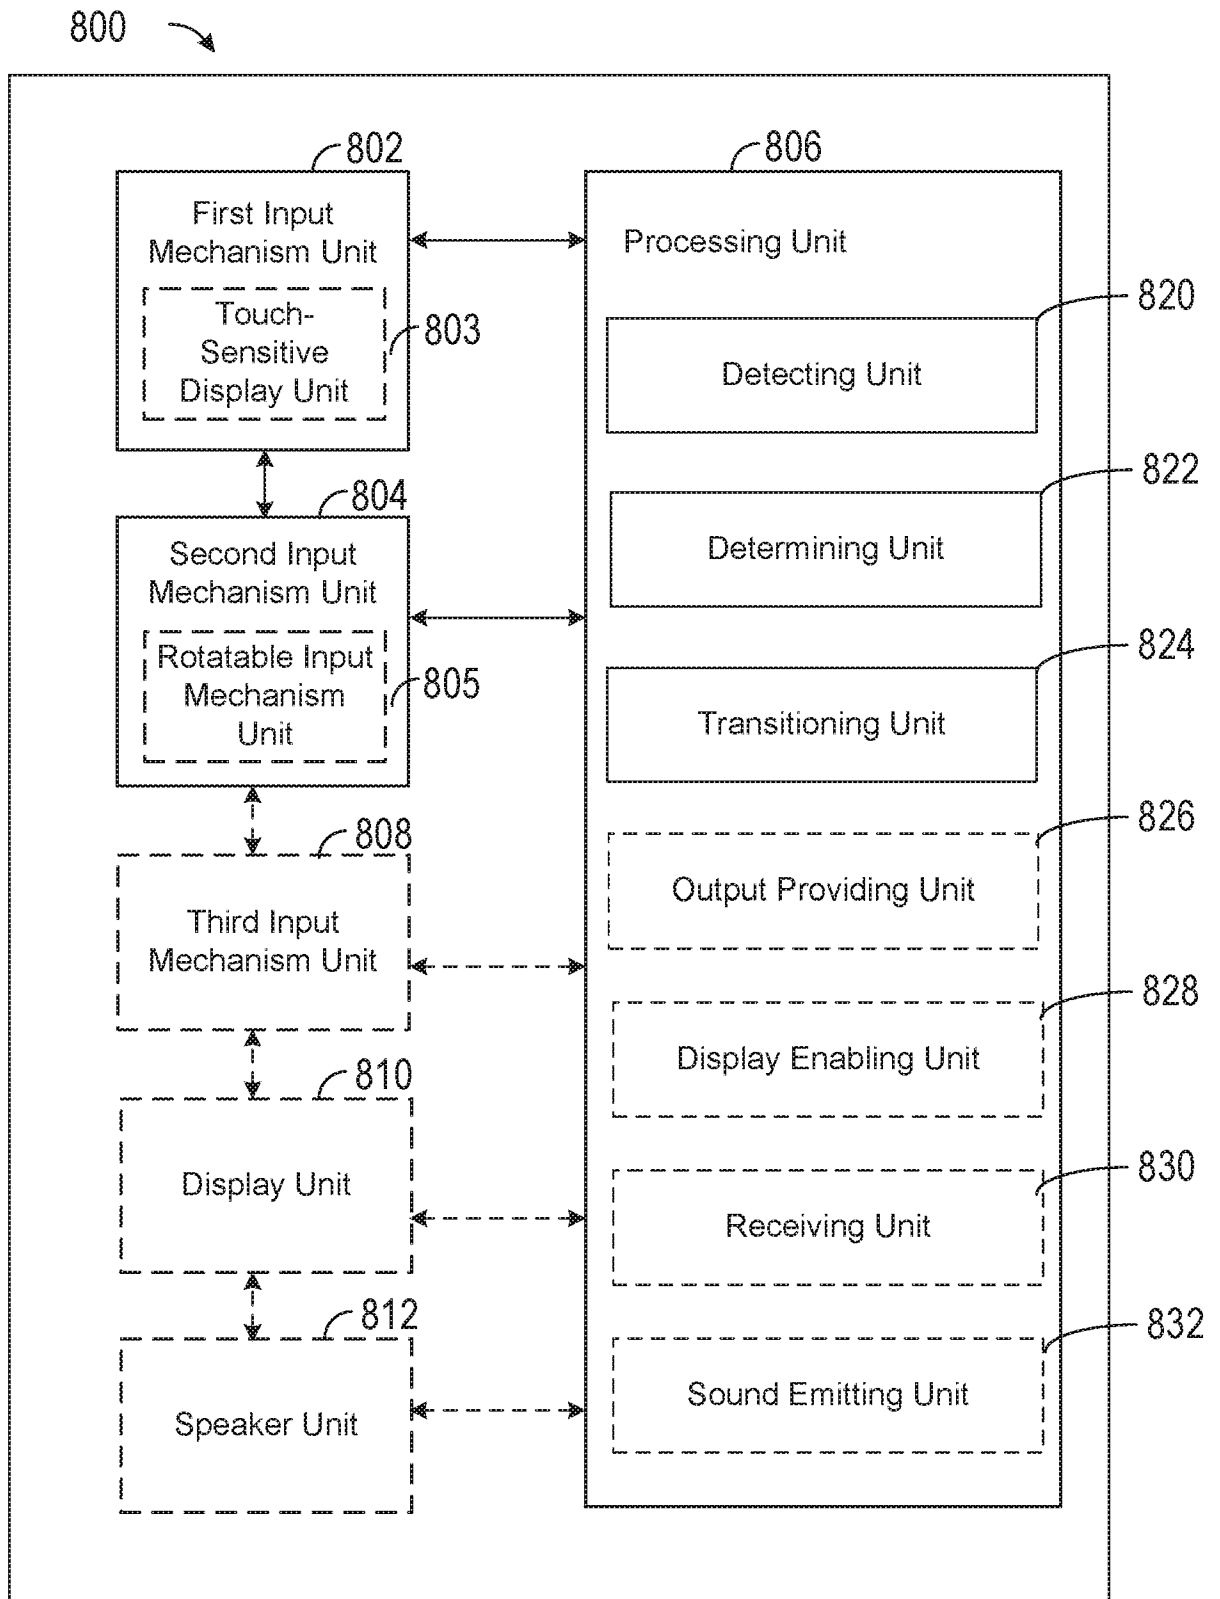 800
802
First Input
Mechanism Unit
Touch-
Sensitive
Display Unit
803
804
Second Input
Mechanism Unit
Rotatable Input
Mechanism
Unit
805
808
Third Input
Mechanism Unit
810
Display Unit
812
Speaker Unit
806
Processing Unit
820
Detecting Unit
822
Determining Unit
824
Transitioning Unit
826
Output Providing Unit
828
Display Enabling Unit
830
Receiving Unit
832
Sound Emitting Unit